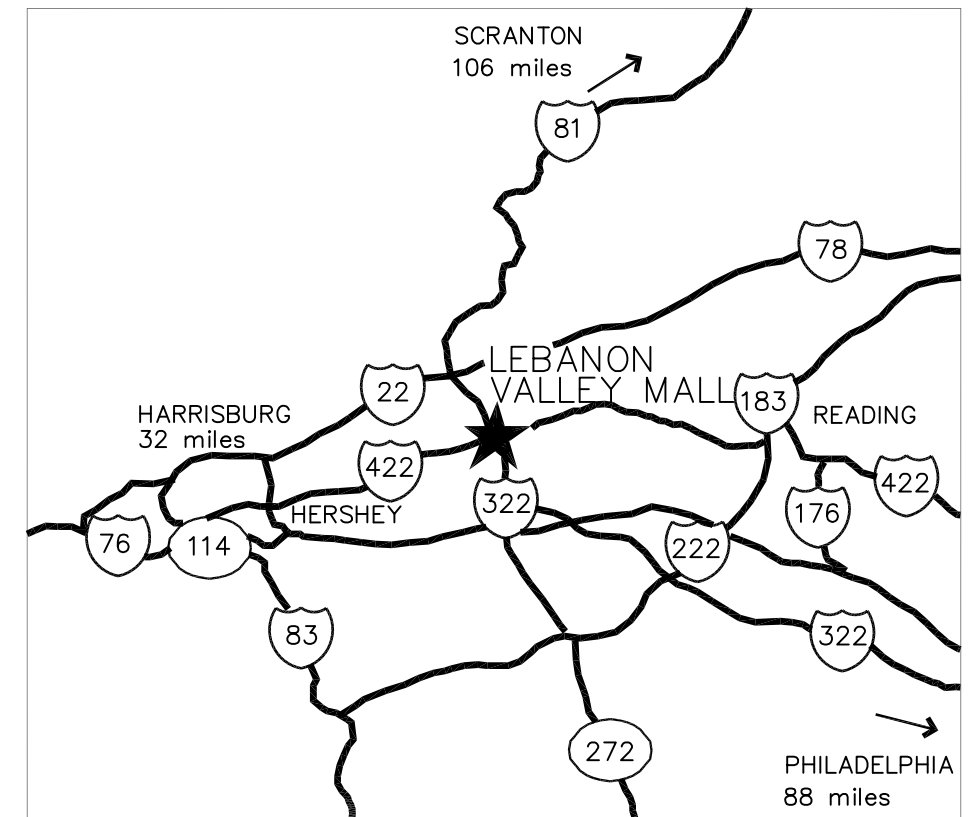 SCRANTON
106 miles
81
78
LEBANON
VALLEY MALL
22
183
HARRISBURG
32 miles
READING
422
422
322
176
HERSHEY
76
114
222
83
322
272
PHILADELPHIA
88 miles